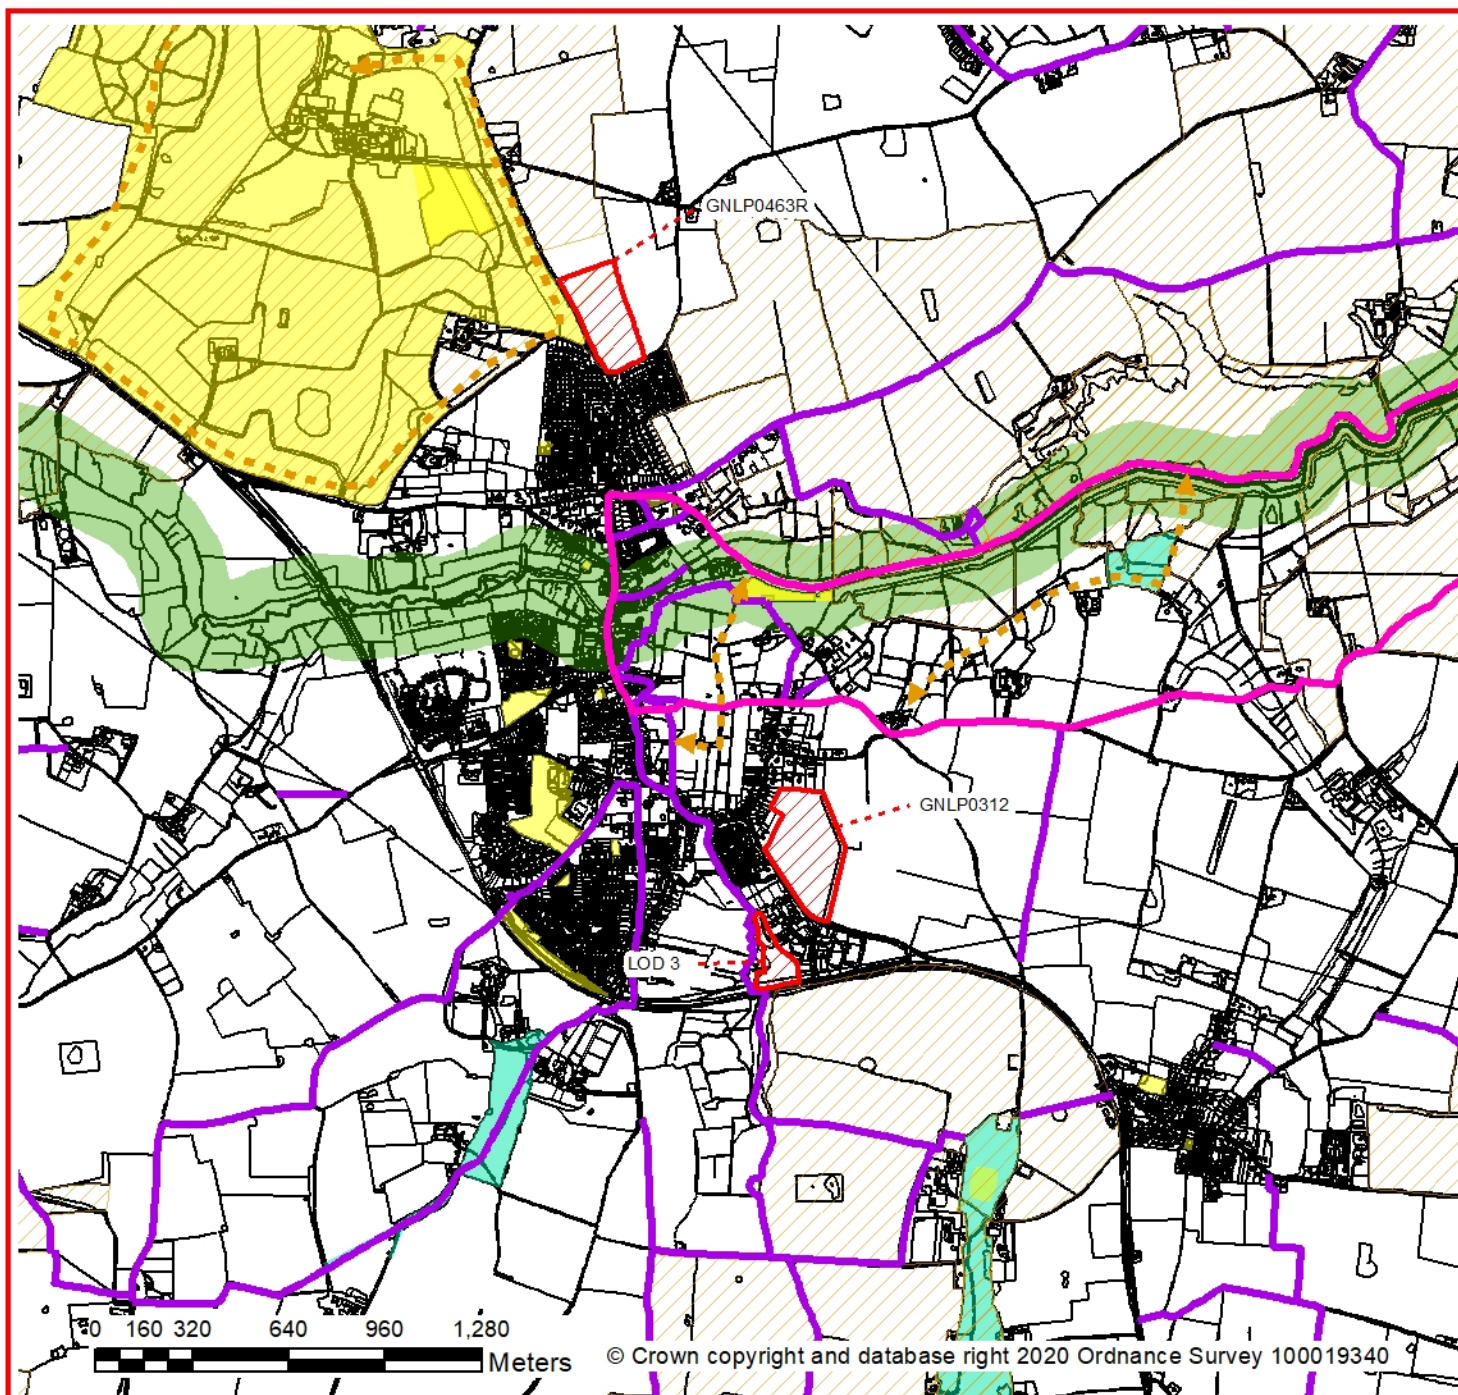 GNLP0463R
GNLP0312
LOD 3
0 160 320 640 960 1,280
Meters
© Crown copyright and database right 2020 Ordnance Survey 100019340